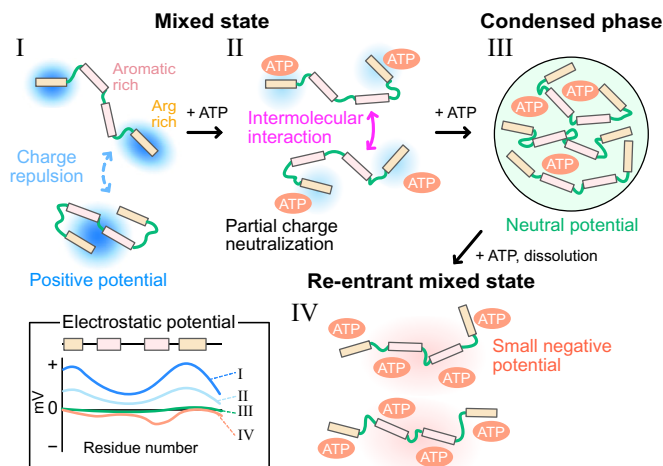 Mixed state
Condensed phase
I
II
III
Aromatic
rich
Arg
rich
Charge
repulsion
Positive potential
+ ATP
ATP
ATP
Intermolecular
interaction
ATP
ATP
Partial charge
neutralization
+ ATP
ATP
ATP
ATP
Neutral potential
+ ATP, dissolution
Re-entrant mixed state
IV
ATP
ATP
ATP
ATP
Small negative
potential
ATP
ATP
ATP
ATP
Electrostatic potential
+
mV
0
−
I
II
III
IV
Residue number